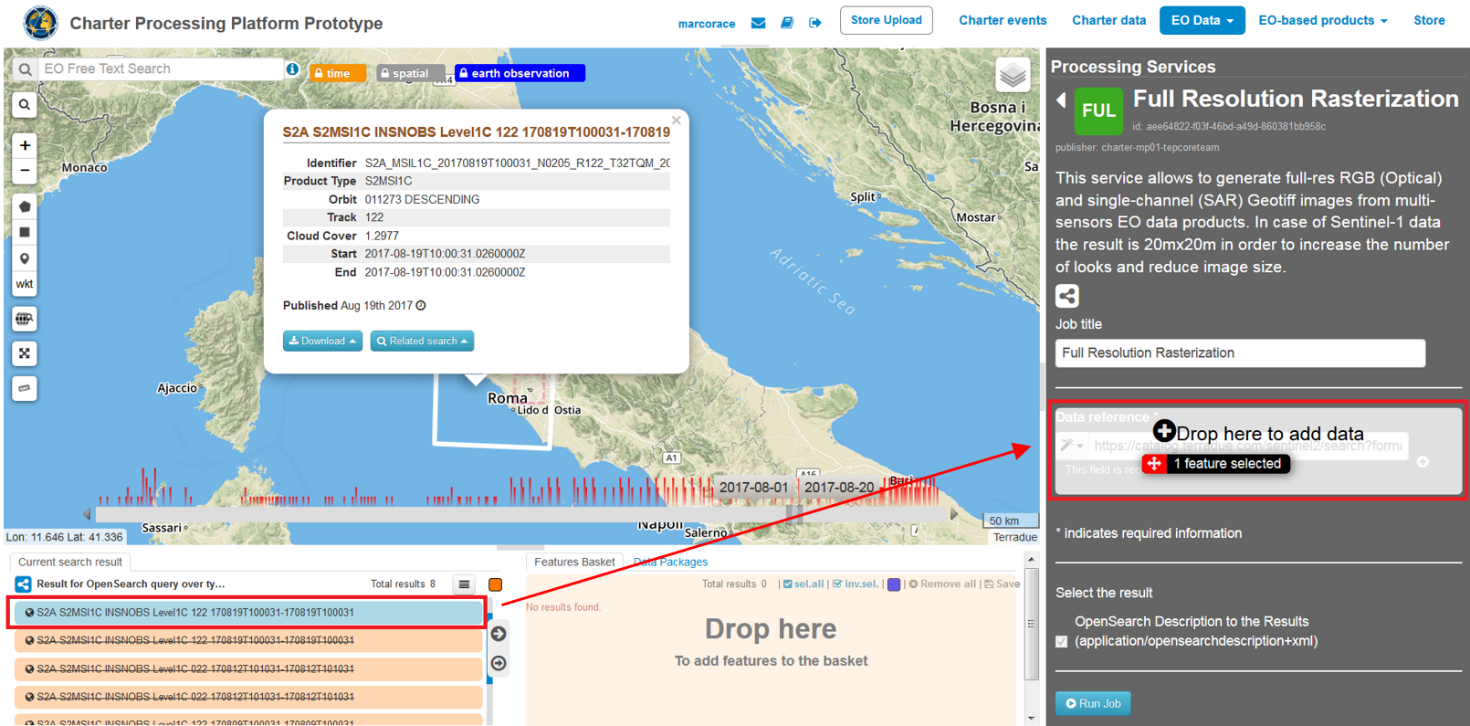 Charter Processing Platform Prototype
marcorace
Store Upload
Charter events
Charter data
EO Data
EO-based products
Store
EO Free Text Search
time
spatial
earth observation
wkt
Monaco
Bosna i
Hercegovina
Split
Mostar
Adriatic Sea
Ajaccio
Roma
Lido d Ostia
A1
A16
Bari
Sassari
Napoli
Salerno
S2A S2MSI1C INSNOBS Level1C 122 170819T100031-170819
Identifier S2A_MSIL1C_20170819T100031_N0205_R122_T32TQM_20
Product Type S2MSI1C
Orbit 011273 DESCENDING
Track 122
Cloud Cover 1.2977
Start 2017-08-19T10:00:31.0260000Z
End 2017-08-19T10:00:31.0260000Z
Published Aug 19th 2017
Download
Related search
2017-08-01
2017-08-20
50 km
Lon: 11.646 Lat: 41.336
Terradue
Current search result
Result for OpenSearch query over ty...
Total results 8
S2A S2MSI1C INSNOBS Level1C 122 170819T100031-170819T100031
S2A S2MSI1C INSNOBS Level1C 122 170819T100031-170819T100031
S2A S2MSI1C INSNOBS Level1C 022 170812T101031-170812T101031
S2A S2MSI1C INSNOBS Level1C 022 170812T101031-170812T101031
S2A S2MSI1C INSNOBS Level1C 122 170809T100031-170809T100031
Features Basket
Data Packages
Total results 0 | sel.all | inv.sel. | | Remove all | Save
No results found.
Drop here
To add features to the basket
Processing Services
FUL
Full Resolution Rasterization
id: aee64822-f03f-46bd-a49d-860381bb958c
publisher: charter-mp01-tepcoreteam
This service allows to generate full-res RGB (Optical)
and single-channel (SAR) Geotiff images from multi-
sensors EO data products. In case of Sentinel-1 data
the result is 20mx20m in order to increase the number
of looks and reduce image size.
Job title
Full Resolution Rasterization
Data reference *
Drop here to add data
https://catalog.terradue.com/sentinel2/search?form
1 feature selected
This field is
* indicates required information
Select the result
OpenSearch Description to the Results
(application/opensearchdescription+xml)
Run Job